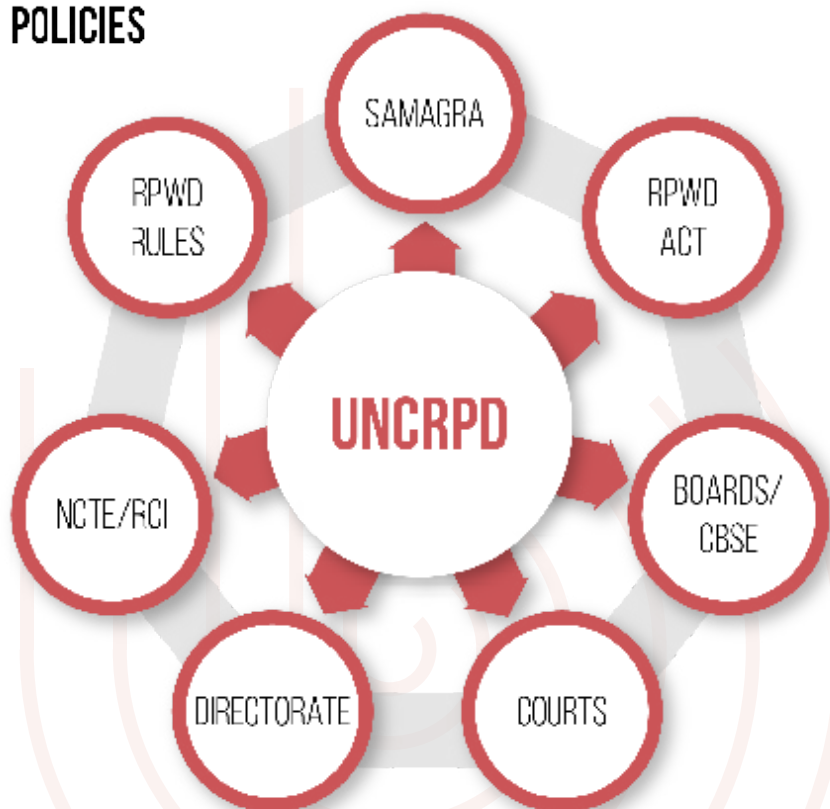 POLICIES
SAMAGRA
RPWD
RULES
RPWD
ACT
UNCRPD
NCTE/RCI
BOARDS/
CBSE
DIRECTORATE
COURTS